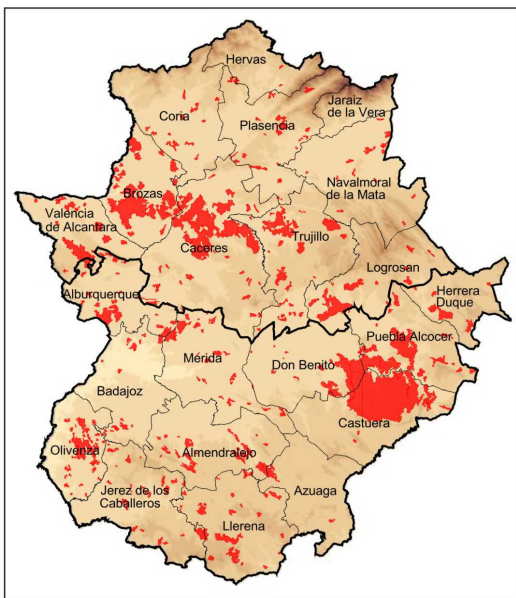 Hervas
Jaraiz
de la Vera
Coria
Plasencia
Navalmoral
de la Mata
Brozas
Valencia
de Alcantara
Cáceres
Trujillo
Logrosan
Alburquerque
Herrera
Duque
Puebla Alcocer
Mérida
Don Benito
Badajoz
Castuera
Olivenza
Almendralejo
Jerez de los
Caballeros
Azuaga
Llerena